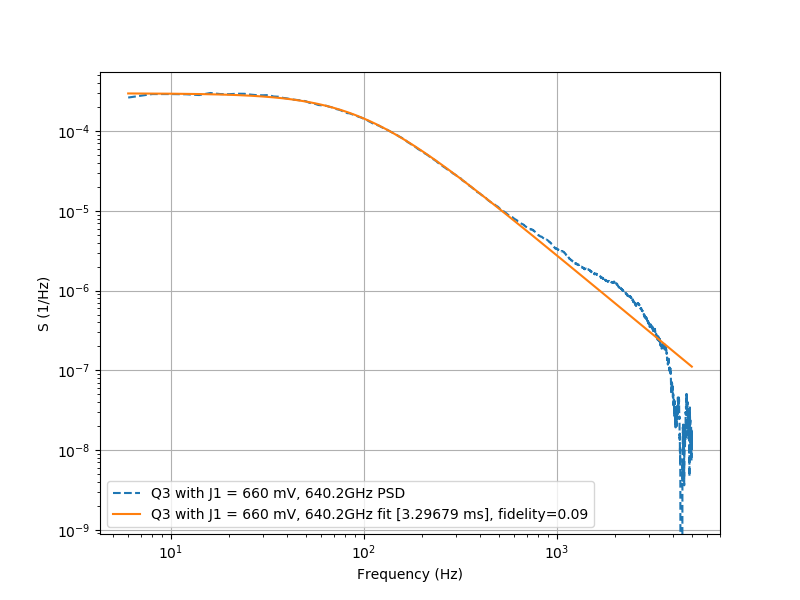 S (1/Hz)
10⁻⁴
10⁻⁵
10⁻⁶
10⁻⁷
10⁻⁸
10⁻⁹
Q3 with J1 = 660 mV, 640.2GHz PSD
Q3 with J1 = 660 mV, 640.2GHz fit [3.29679 ms], fidelity=0.09
10¹ 10² 10³
Frequency (Hz)